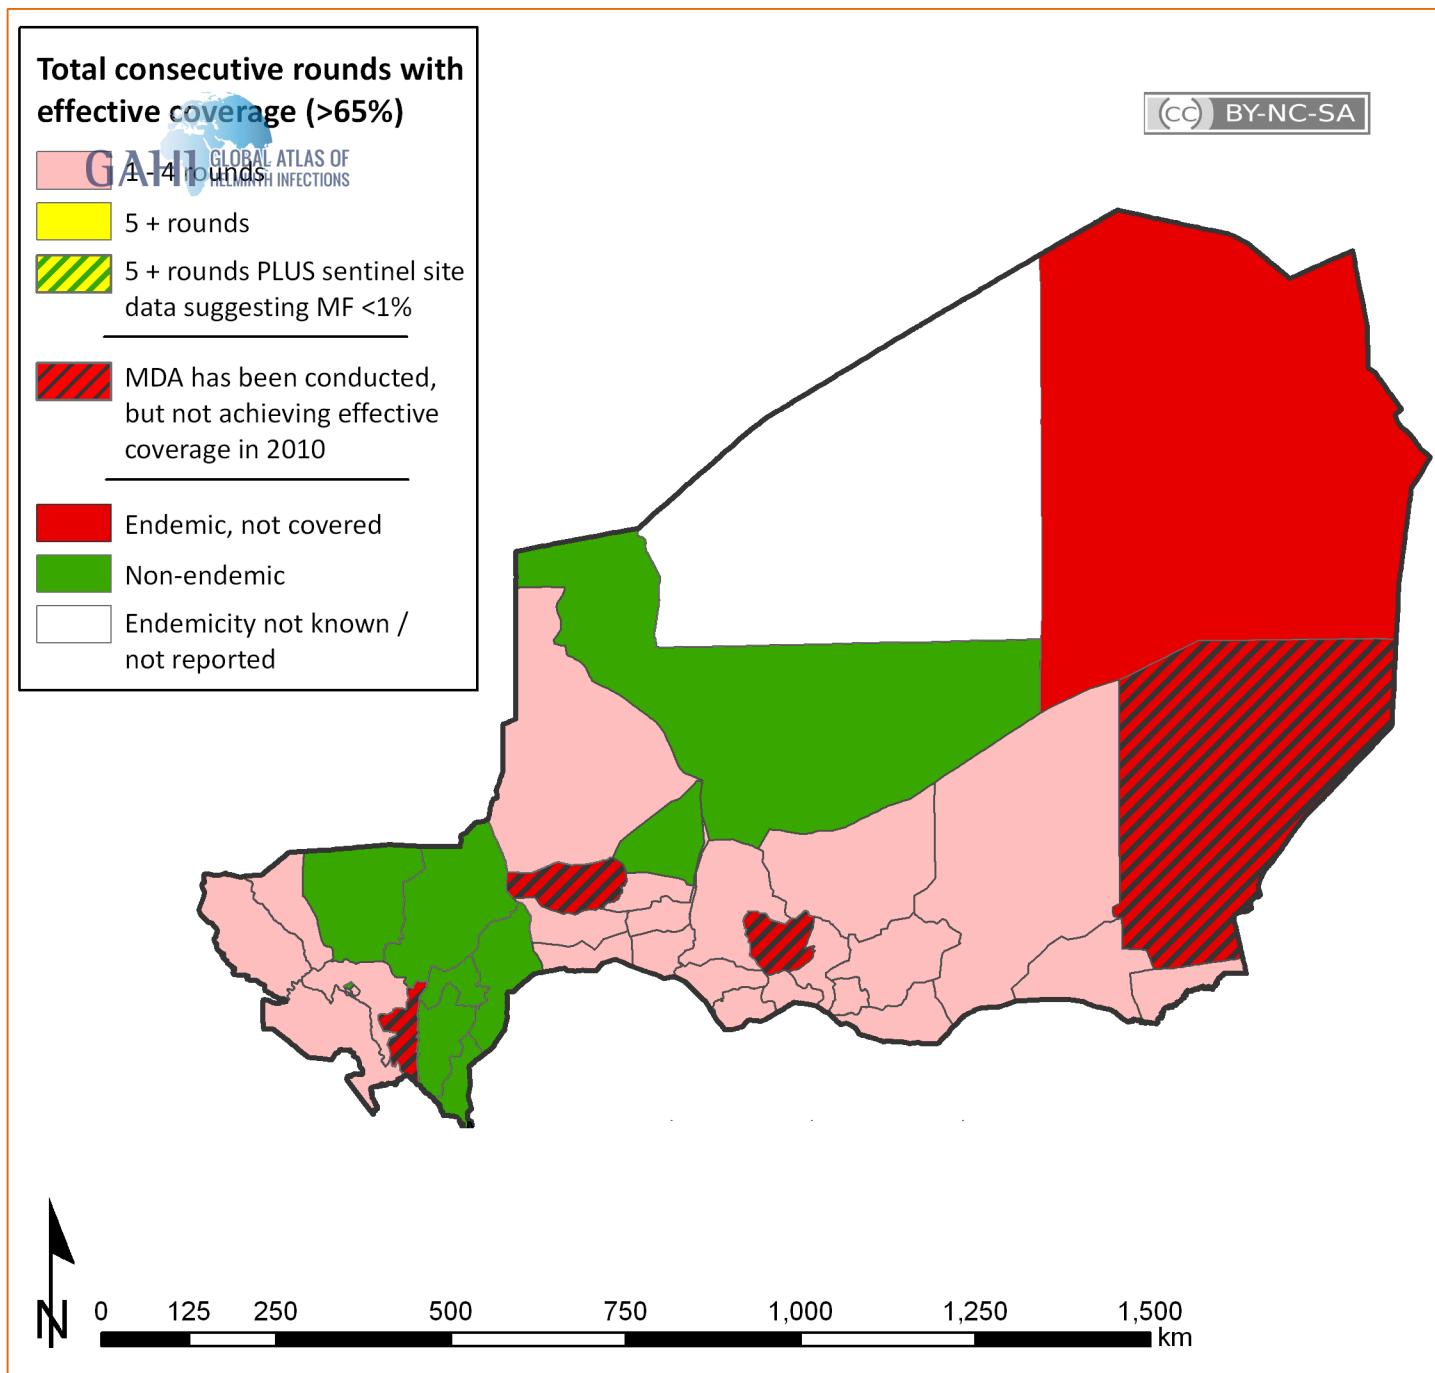 Total consecutive rounds with
effective coverage (>65%)
GAHI GLOBAL ATLAS OF
HELMINTH INFECTIONS
1 - 4 rounds
5 + rounds
5 + rounds PLUS sentinel site
data suggesting MF <1%
MDA has been conducted,
but not achieving effective
coverage in 2010
Endemic, not covered
Non-endemic
Endemicity not known /
not reported
(cc) BY-NC-SA
N
0 125 250 500 750 1,000 1,250 1,500
km